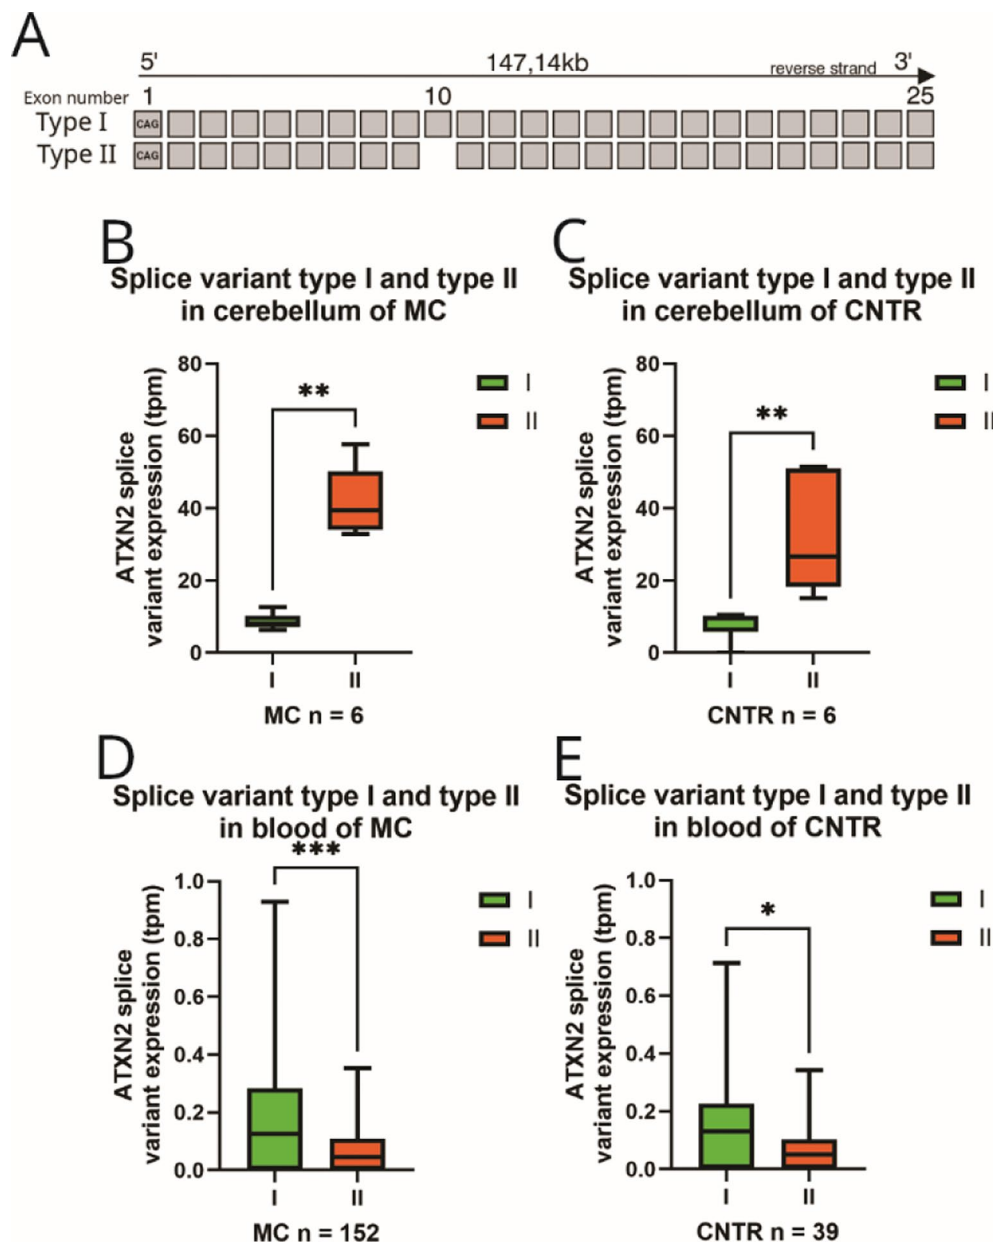 A
5' 147,14kb reverse strand 3'
Exon number 1 10 25
Type I CAG
Type II CAG
B
Splice variant type I and type II
in cerebellum of MC
ATXN2 splice
variant expression (tpm)
80
60
40
20
0
**
I
II
I II
MC n = 6
C
Splice variant type I and type II
in cerebellum of CNTR
ATXN2 splice
variant expression (tpm)
80
60
40
20
0
**
I
II
I II
CNTR n = 6
D
Splice variant type I and type II
in blood of MC
***
ATXN2 splice
variant expression (tpm)
1.0
0.8
0.6
0.4
0.2
0.0
I
II
I II
MC n = 152
E
Splice variant type I and type II
in blood of CNTR
*
ATXN2 splice
variant expression (tpm)
1.0
0.8
0.6
0.4
0.2
0.0
I
II
I II
CNTR n = 39